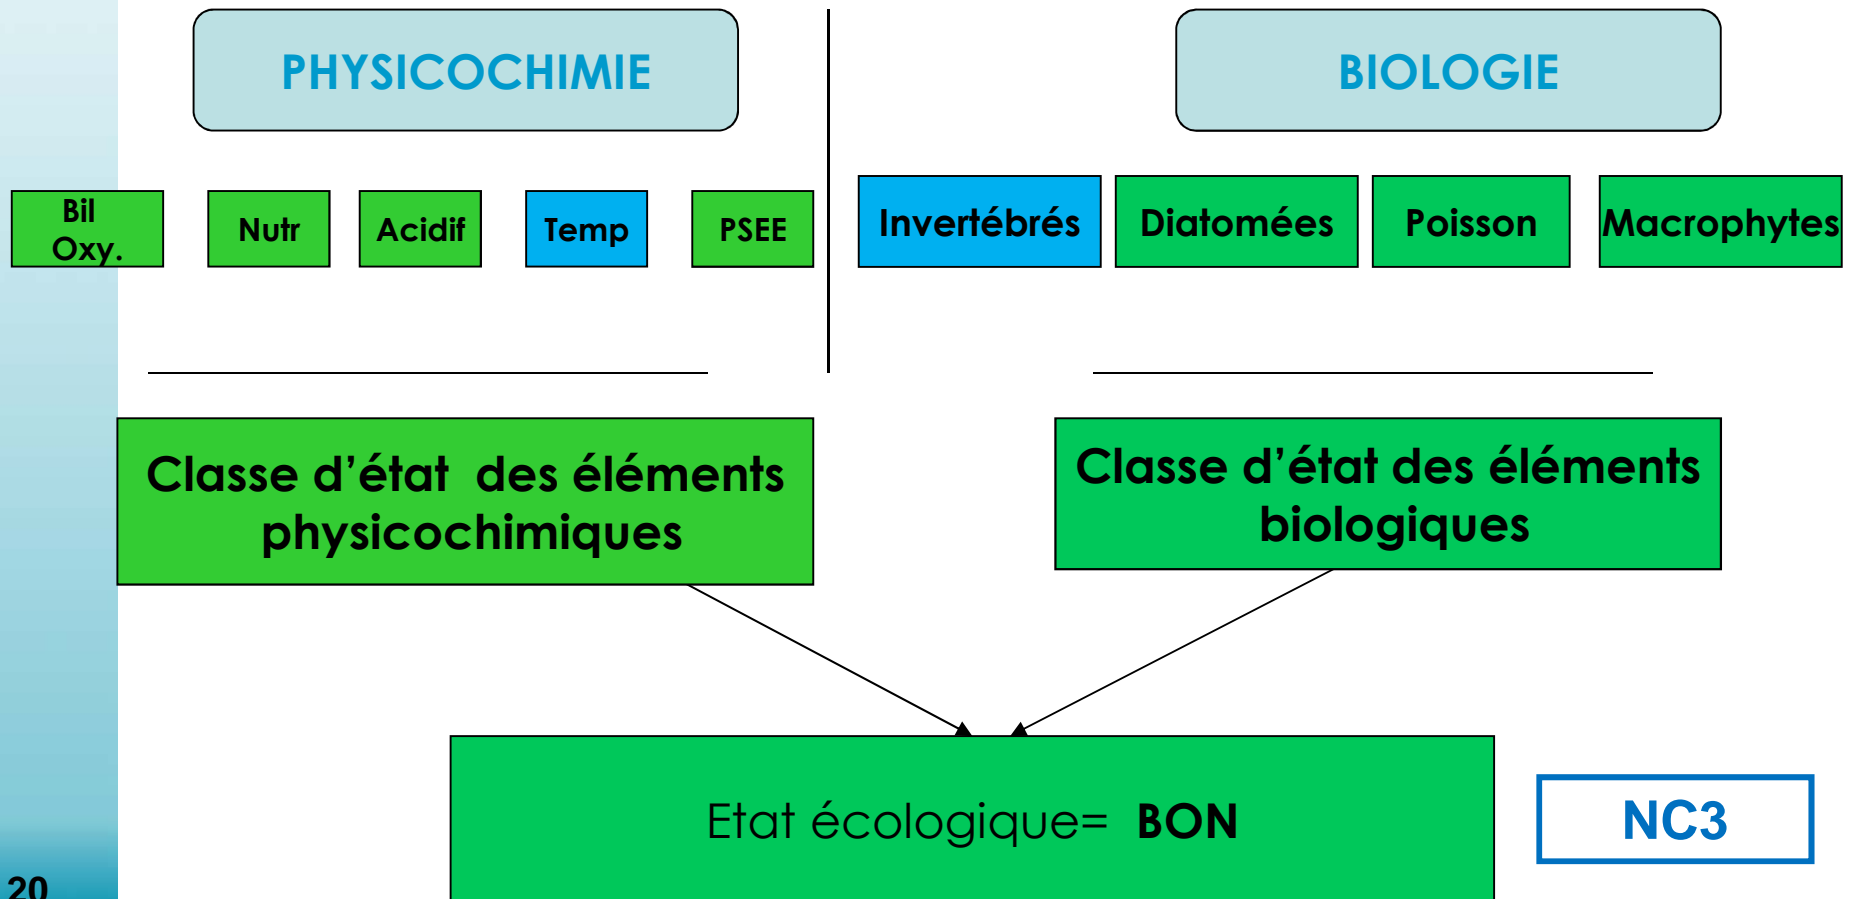 PHYSICOCHIMIE
BIOLOGIE
Bil
Oxy.
Nutr
Acidif
Temp
PSEE
Invertébrés
Diatomées
Poisson
Macrophytes
Classe d’état des éléments
physicochimiques
Classe d’état des éléments
biologiques
Etat écologique= BON
NC3
20